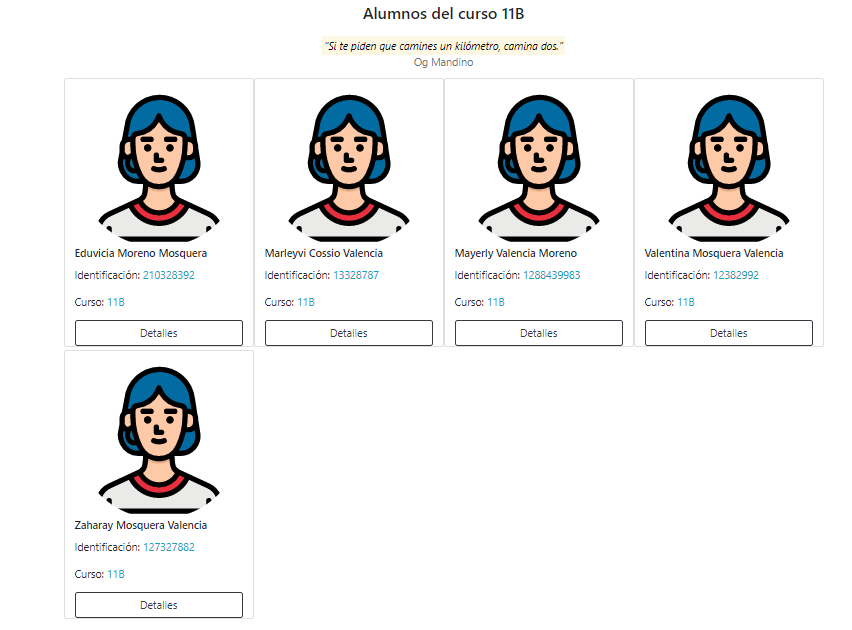 Alumnos del curso 11B
"Si te piden que camines un kilómetro, camina dos."
Og Mandino
Eduvicia Moreno Mosquera
Identificación: 210328392
Curso: 11B
Detalles
Marleyvi Cossio Valencia
Identificación: 13328787
Curso: 11B
Detalles
Mayerly Valencia Moreno
Identificación: 1288439983
Curso: 11B
Detalles
Valentina Mosquera Valencia
Identificación: 12382992
Curso: 11B
Detalles
Zaharay Mosquera Valencia
Identificación: 127327882
Curso: 11B
Detalles